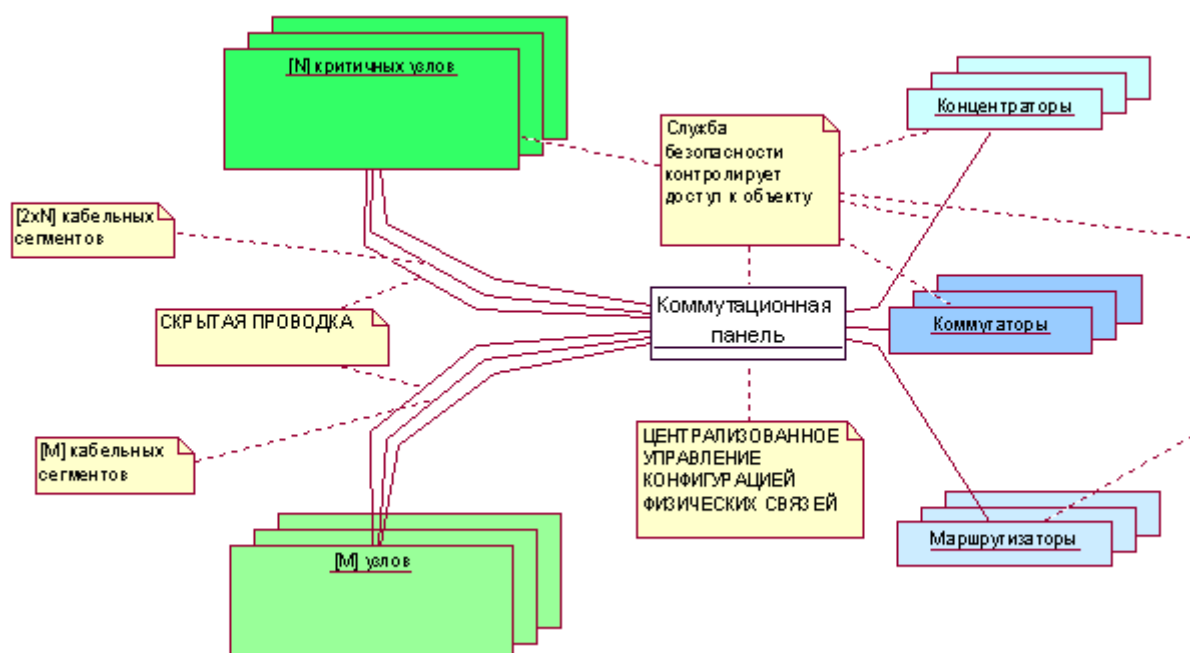 [N] критичных узлов
Концентраторы
Служба
безопасности
контролирует
доступ к объекту
[2xN] кабельных
сегментов
СКРЫТАЯ ПРОВОДКА
Коммутационная
панель
Коммутаторы
[M] кабельных
сегментов
ЦЕНТРАЛИЗОВАННОЕ
УПРАВЛЕНИЕ
КОНФИГУРАЦИЕЙ
ФИЗИЧЕСКИХ СВЯЗЕЙ
Маршрутизаторы
[M] узлов